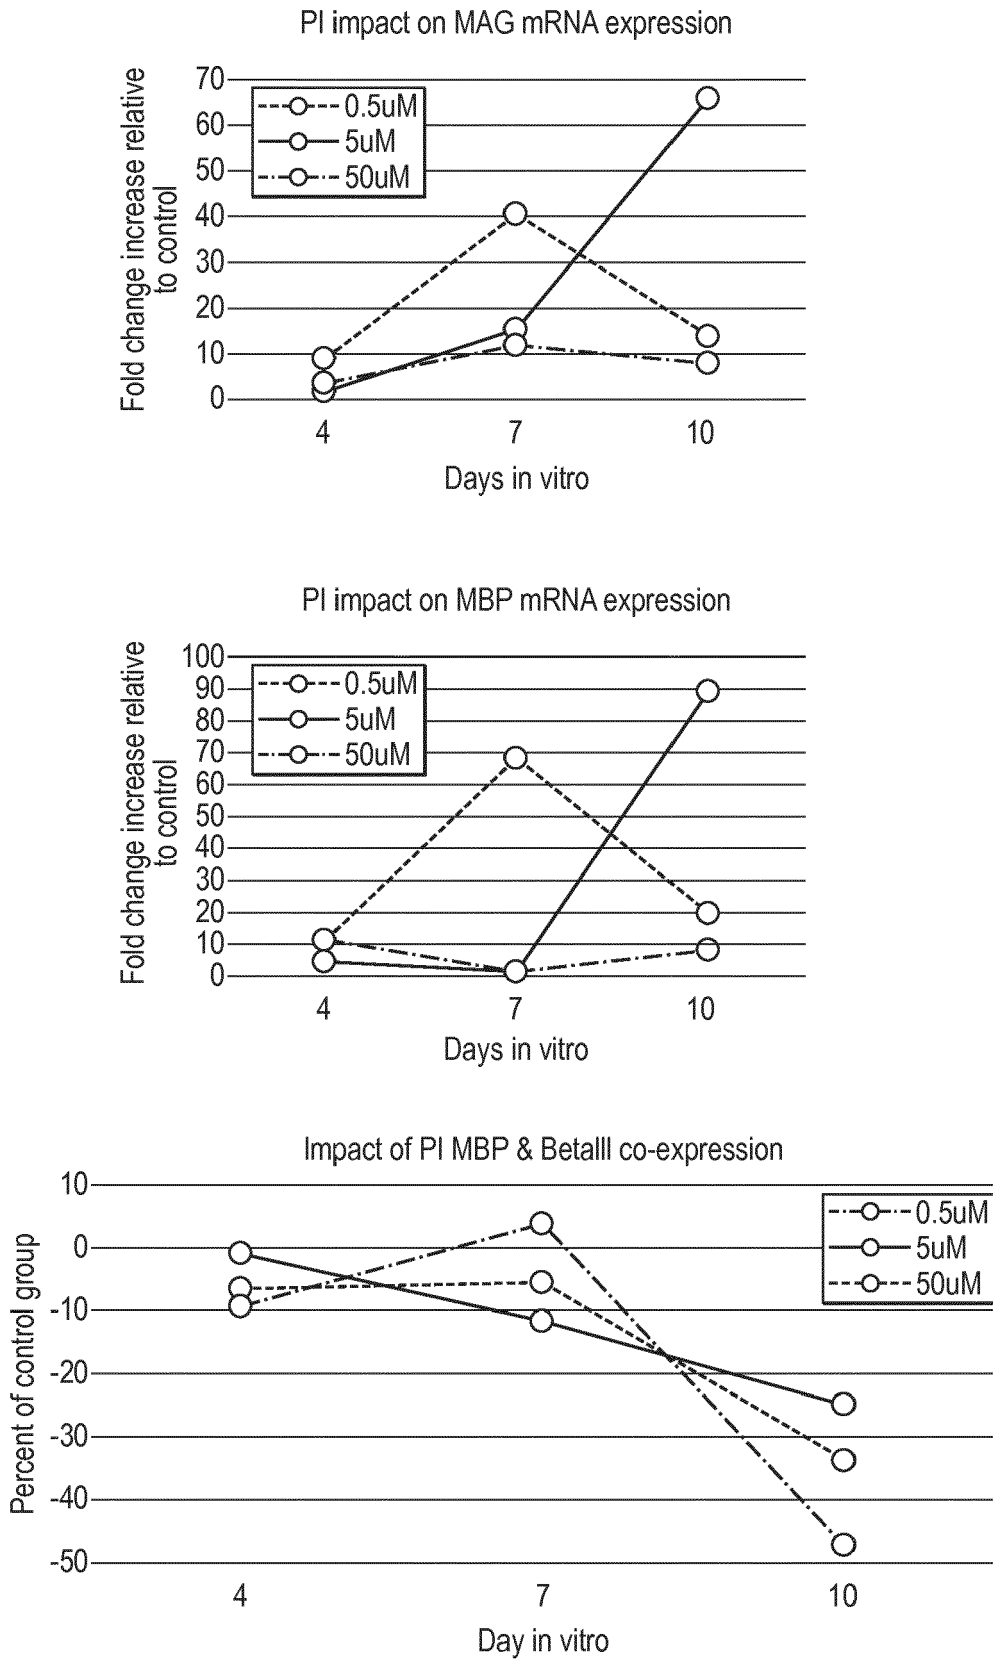 PI impact on MAG mRNA expression
Fold change increase relative
to control
70
60
50
40
30
20
10
0
0.5uM
5uM
50uM
4 7 10
Days in vitro
PI impact on MBP mRNA expression
Fold change increase relative
to control
100
90
80
70
60
50
40
30
20
10
0
0.5uM
5uM
50uM
4 7 10
Days in vitro
Impact of PI MBP & BetaIII co-expression
Percent of control group
10
0
-10
-20
-30
-40
-50
0.5uM
5uM
50uM
4 7 10
Day in vitro